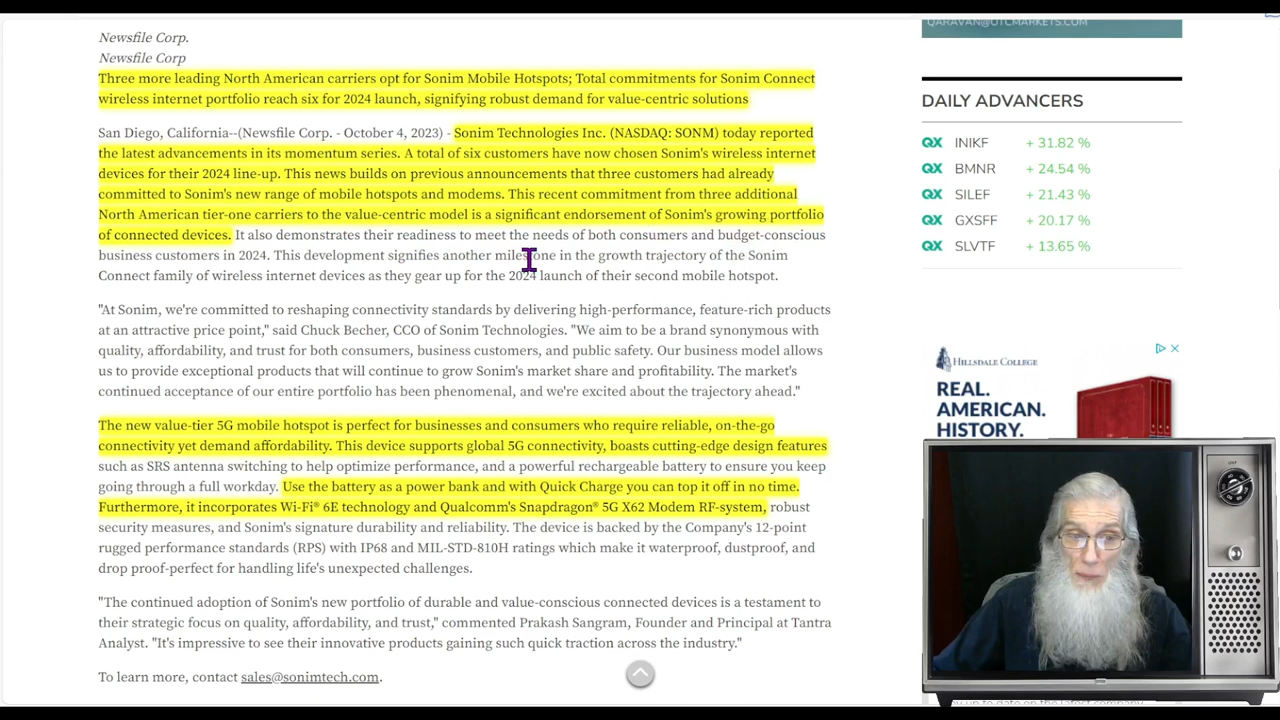 QARAVAN@OTCMARKETS.COM
Newsfile Corp.
Newsfile Corp
Three more leading North American carriers opt for Sonim Mobile Hotspots; Total commitments for Sonim Connect
wireless internet portfolio reach six for 2024 launch, signifying robust demand for value-centric solutions
San Diego, California--(Newsfile Corp. - October 4, 2023) - Sonim Technologies Inc. (NASDAQ: SONM) today reported
the latest advancements in its momentum series. A total of six customers have now chosen Sonim's wireless internet
devices for their 2024 line-up. This news builds on previous announcements that three customers had already
committed to Sonim's new range of mobile hotspots and modems. This recent commitment from three additional
North American tier-one carriers to the value-centric model is a significant endorsement of Sonim's growing portfolio
of connected devices. It also demonstrates their readiness to meet the needs of both consumers and budget-conscious
business customers in 2024. This development signifies another milestone in the growth trajectory of the Sonim
Connect family of wireless internet devices as they gear up for the 2024 launch of their second mobile hotspot.
"At Sonim, we're committed to reshaping connectivity standards by delivering high-performance, feature-rich products
at an attractive price point," said Chuck Becher, CCO of Sonim Technologies. "We aim to be a brand synonymous with
quality, affordability, and trust for both consumers, business customers, and public safety. Our business model allows
us to provide exceptional products that will continue to grow Sonim's market share and profitability. The market's
continued acceptance of our entire portfolio has been phenomenal, and we're excited about the trajectory ahead."
The new value-tier 5G mobile hotspot is perfect for businesses and consumers who require reliable, on-the-go
connectivity yet demand affordability. This device supports global 5G connectivity, boasts cutting-edge design features
such as SRS antenna switching to help optimize performance, and a powerful rechargeable battery to ensure you keep
going through a full workday. Use the battery as a power bank and with Quick Charge you can top it off in no time.
Furthermore, it incorporates Wi-Fi® 6E technology and Qualcomm's Snapdragon® 5G X62 Modem RF-system, robust
security measures, and Sonim's signature durability and reliability. The device is backed by the Company's 12-point
rugged performance standards (RPS) with IP68 and MIL-STD-810H ratings which make it waterproof, dustproof, and
drop proof-perfect for handling life's unexpected challenges.
"The continued adoption of Sonim's new portfolio of durable and value-conscious connected devices is a testament to
their strategic focus on quality, affordability, and trust," commented Prakash Sangram, Founder and Principal at Tantra
Analyst. "It's impressive to see their innovative products gaining such quick traction across the industry."
To learn more, contact sales@sonimtech.com.
DAILY ADVANCERS
QX INIKF + 31.82 %
QX BMNR + 24.54 %
QX SILEF + 21.43 %
QX GXSFF + 20.17 %
QX SLVTF + 13.65 %
HILLSDALE COLLEGE
REAL.
AMERICAN.
HISTORY.